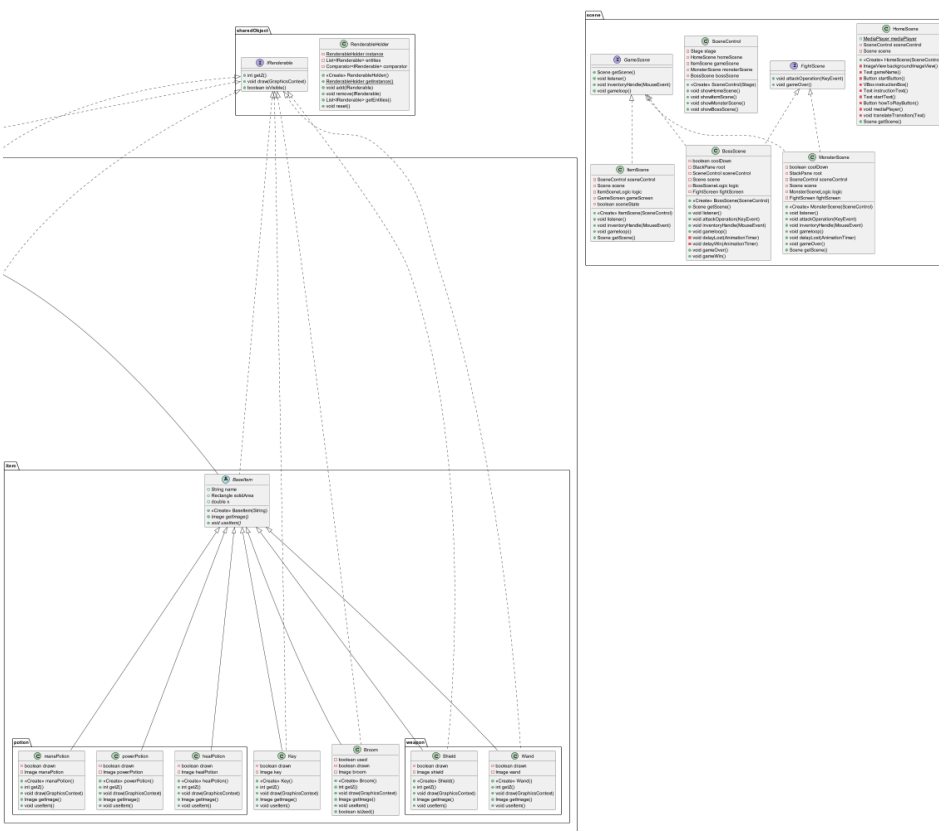 sharedObject
RenderableHolder
RenderableHolder instance
List<IRenderable> entities
Comparator<IRenderable> comparator
«Create» RenderableHolder()
RenderableHolder getInstance()
void add(IRenderable)
void remove(IRenderable)
List<IRenderable> getEntities()
void reset()
IRenderable
int getZ()
void draw(GraphicsContext)
boolean isVisible()
scene
GameScene
Scene getScene()
void listener()
void inventoryHandle(MouseEvent)
void gameloop()
SceneControl
Stage stage
HomeScene homeScene
ItemScene gameScene
MonsterScene monsterScene
BossScene bossScene
«Create» SceneControl(Stage)
void showHomeScene()
void showItemScene()
void showMonsterScene()
void showBossScene()
FightScene
void attackOperation(KeyEvent)
void gameOver()
HomeScene
MediaPlayer mediaPlayer
SceneControl sceneControl
Scene scene
«Create» HomeScene(SceneControl)
ImageView backgroundImageView()
Text gameName()
Button startButton()
VBox instructionBox()
Text instructionText()
Text startText()
Button howToPlayButton()
void mediaPlayer()
void translateTransition(Text)
Scene getScene()
ItemScene
SceneControl sceneControl
Scene scene
ItemSceneLogic logic
GameScreen gameScreen
boolean sceneState
«Create» ItemScene(SceneControl)
void listener()
void inventoryHandle(MouseEvent)
void gameloop()
Scene getScene()
BossScene
boolean coolDown
StackPane root
SceneControl sceneControl
Scene scene
BossSceneLogic logic
FightScreen fightScreen
«Create» BossScene(SceneControl)
Scene getScene()
void listener()
void attackOperation(KeyEvent)
void inventoryHandle(MouseEvent)
void gameloop()
void delayLost(AnimationTimer)
void delayWin(AnimationTimer)
void gameOver()
void gameWin()
MonsterScene
boolean coolDown
StackPane root
SceneControl sceneControl
Scene scene
MonsterSceneLogic logic
FightScreen fightScreen
«Create» MonsterScene(SceneControl)
void listener()
void attackOperation(KeyEvent)
void inventoryHandle(MouseEvent)
void gameloop()
void delayLost(AnimationTimer)
void gameOver()
Scene getScene()
item
BaseItem
String name
Rectangle solidArea
double x
«Create» BaseItem(String)
Image getImage()
void useItem()
potion
manaPotion
boolean drawn
Image manaPotion
«Create» manaPotion()
int getZ()
void draw(GraphicsContext)
Image getImage()
void useItem()
powerPotion
boolean drawn
Image powerPotion
«Create» powerPotion()
int getZ()
void draw(GraphicsContext)
Image getImage()
void useItem()
healPotion
boolean drawn
Image healPotion
«Create» healPotion()
int getZ()
void draw(GraphicsContext)
Image getImage()
void useItem()
Key
boolean drawn
Image key
«Create» Key()
int getZ()
void draw(GraphicsContext)
Image getImage()
void useItem()
Broom
boolean used
boolean drawn
Image broom
«Create» Broom()
int getZ()
void draw(GraphicsContext)
Image getImage()
void useItem()
boolean isUsed()
weapon
Shield
boolean drawn
Image shield
«Create» Shield()
int getZ()
void draw(GraphicsContext)
Image getImage()
void useItem()
Wand
boolean drawn
Image wand
«Create» Wand()
int getZ()
void draw(GraphicsContext)
Image getImage()
void useItem()